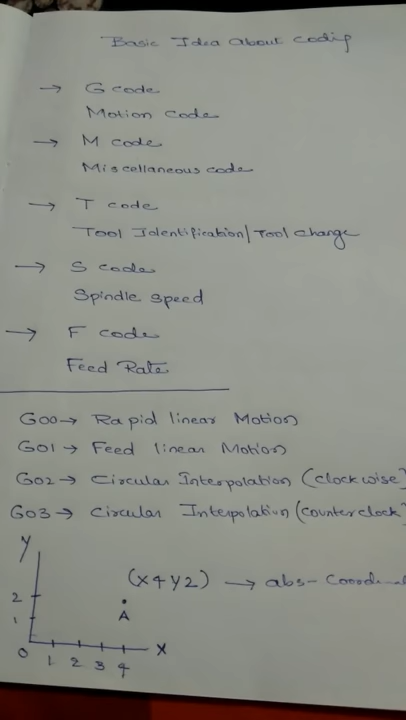 Basic Idea About Coding
→ G code
Motion Code
→ M code
Miscellaneous code
→ T code
Tool Identification/Tool change
→ S code
Spindle speed
→ F code
Feed Rate
G00→ Rapid linear Motion
G01→ Feed linear Motion
G02→ Circular Interpolation (clockwise)
G03→ Circular Interpolation (counterclock
Y
(X4Y2) → abs-
2
A
1
0 1 2 3 4 X